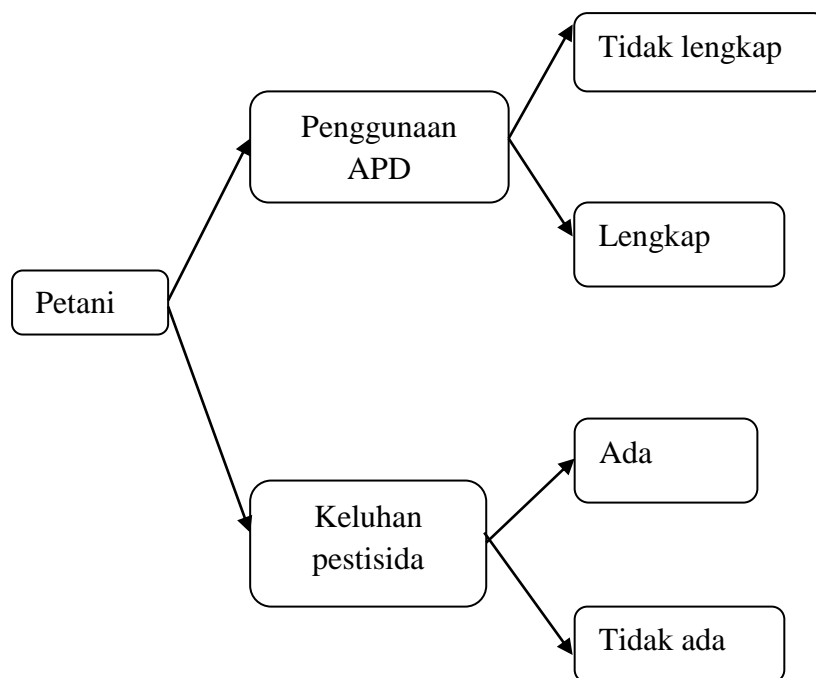 Tidak lengkap
Penggunaan
APD
Lengkap
Petani
Ada
Keluhan
pestisida
Tidak ada